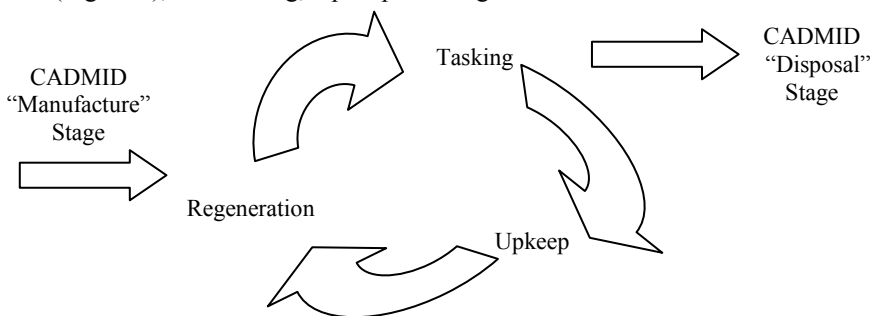 CADMID
“Manufacture”
Stage
Tasking
CADMID
“Disposal”
Stage
Regeneration
Upkeep